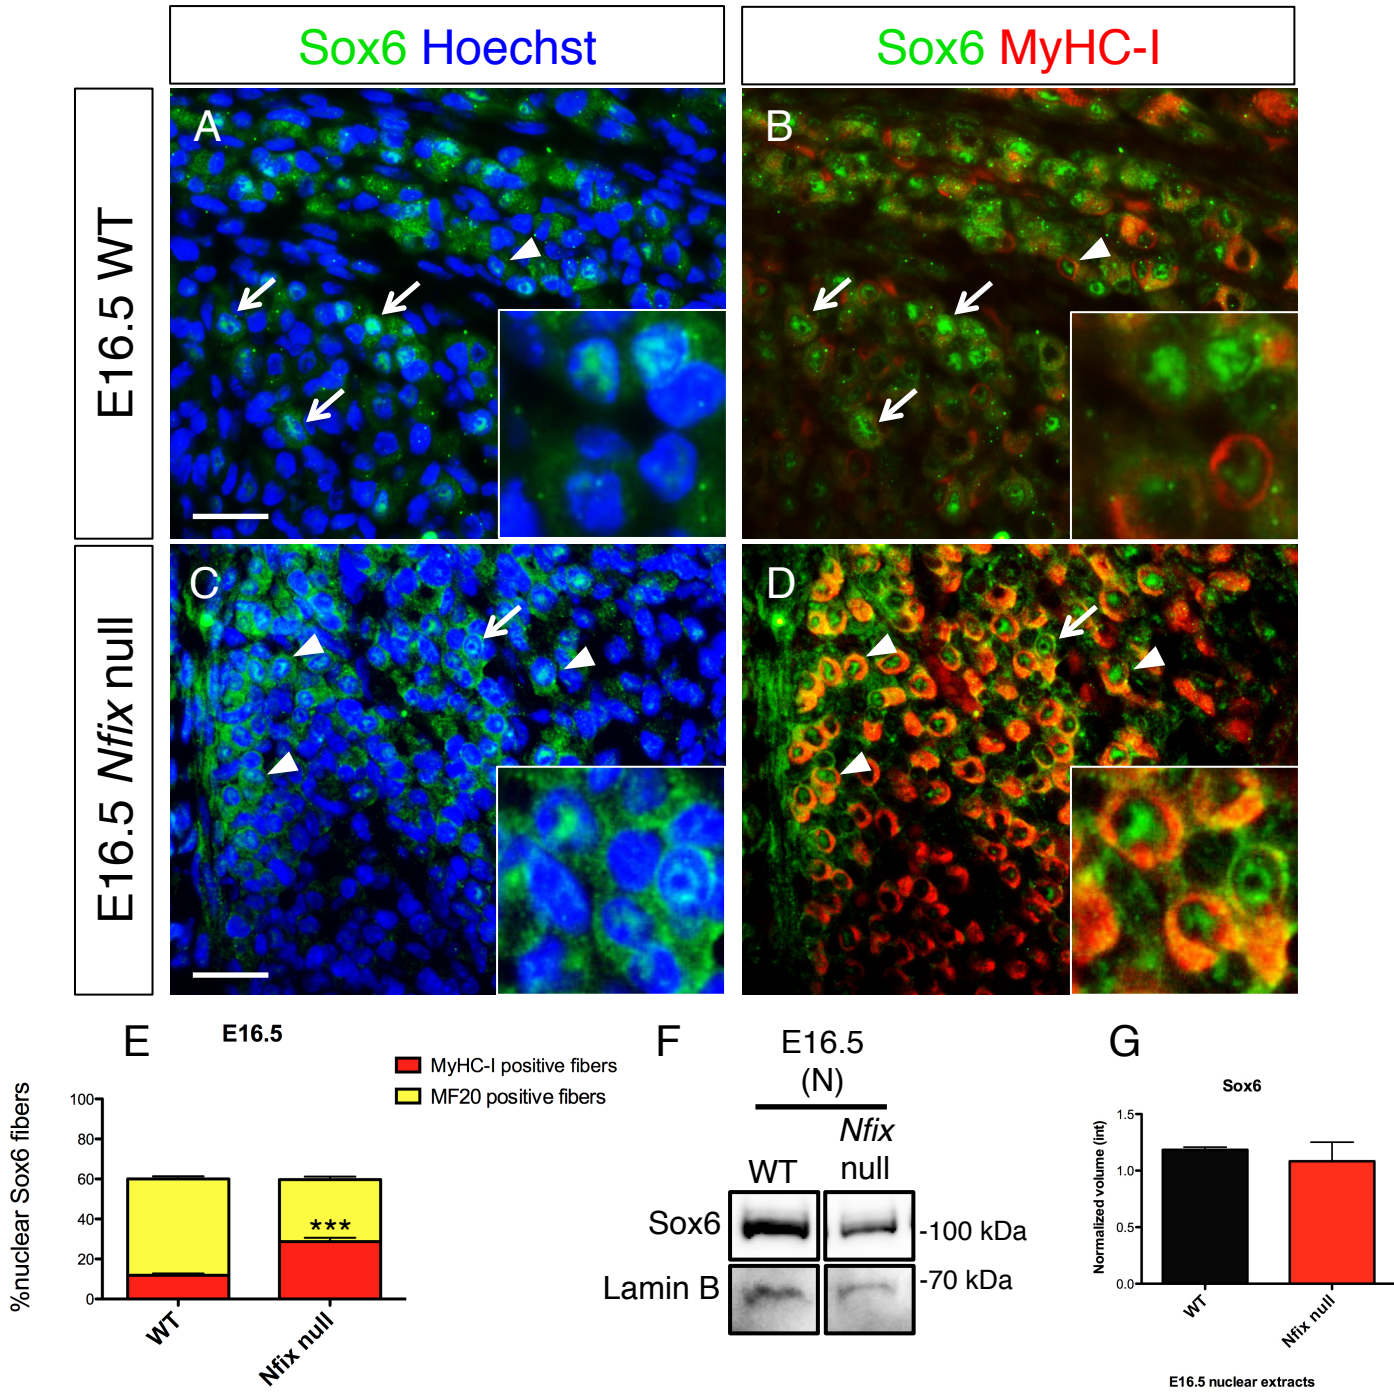 Sox6 Hoechst
Sox6 MyHC-I
E16.5 WT
A
B
E16.5 Nfix null
C
D
E
E16.5
MyHC-I positive fibers
MF20 positive fibers
%nuclear Sox6 fibers
100
80
60
40
20
0
***
WT
Nfix null
F
E16.5
(N)
WT
Nfix
null
Sox6
-100 kDa
Lamin B
-70 kDa
G
Sox6
Normalized volume (int)
1.5
1.0
0.5
0.0
WT
Nfix null
E16.5 nuclear extracts